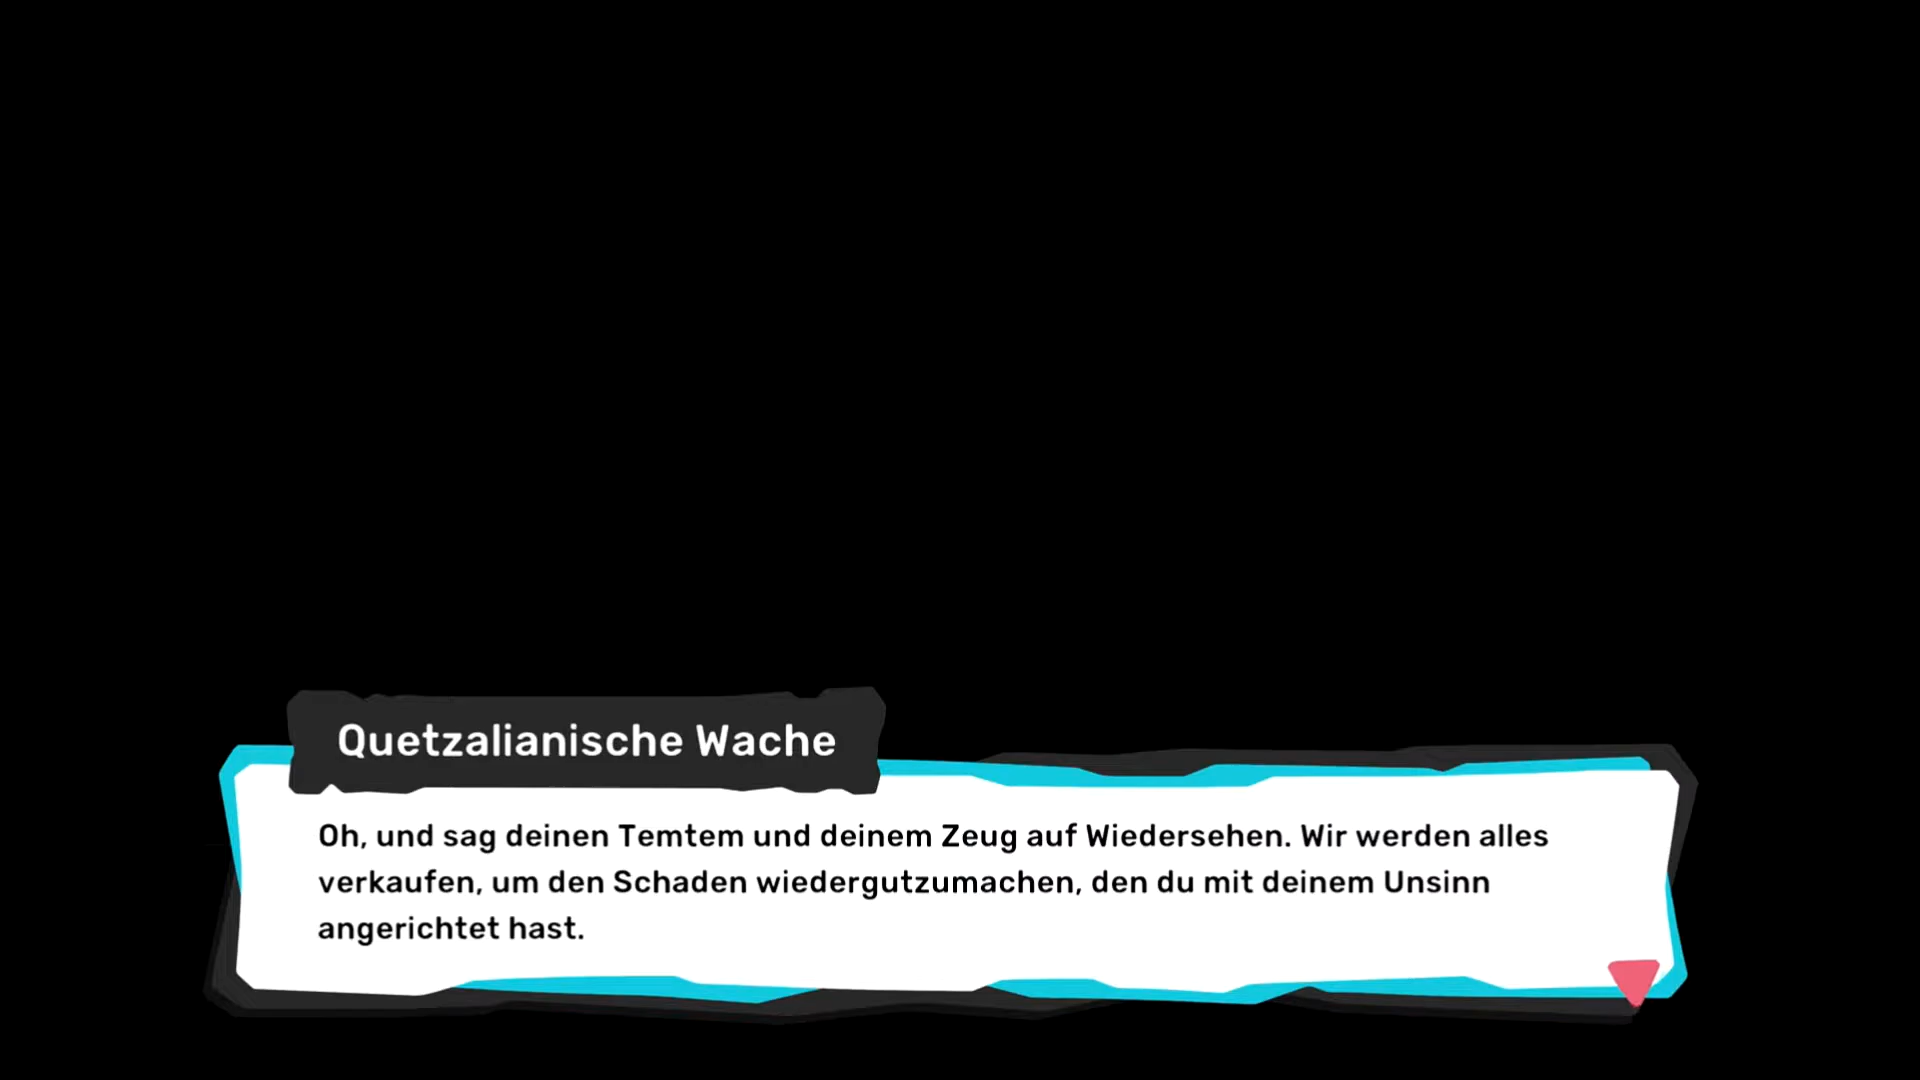 Quetzalianische Wache
Oh, und sag deinen Temtem und deinem Zeug auf Wiedersehen. Wir werden alles
verkaufen, um den Schaden wiedergutzumachen, den du mit deinem Unsinn
angerichtet hast.